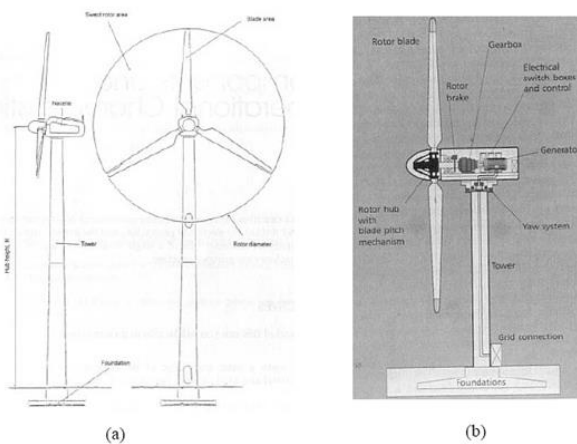 Swept rotor area
Blade area
Nacelle
Hub height, H
Tower
Rotor diameter
Foundation
(a)
Rotor blade
Gearbox
Electrical
switch boxes
and control
Rotor
brake
Generator
Rotor hub
with
blade pitch
mechanism
Yaw system
Tower
Grid connection
Foundations
(b)